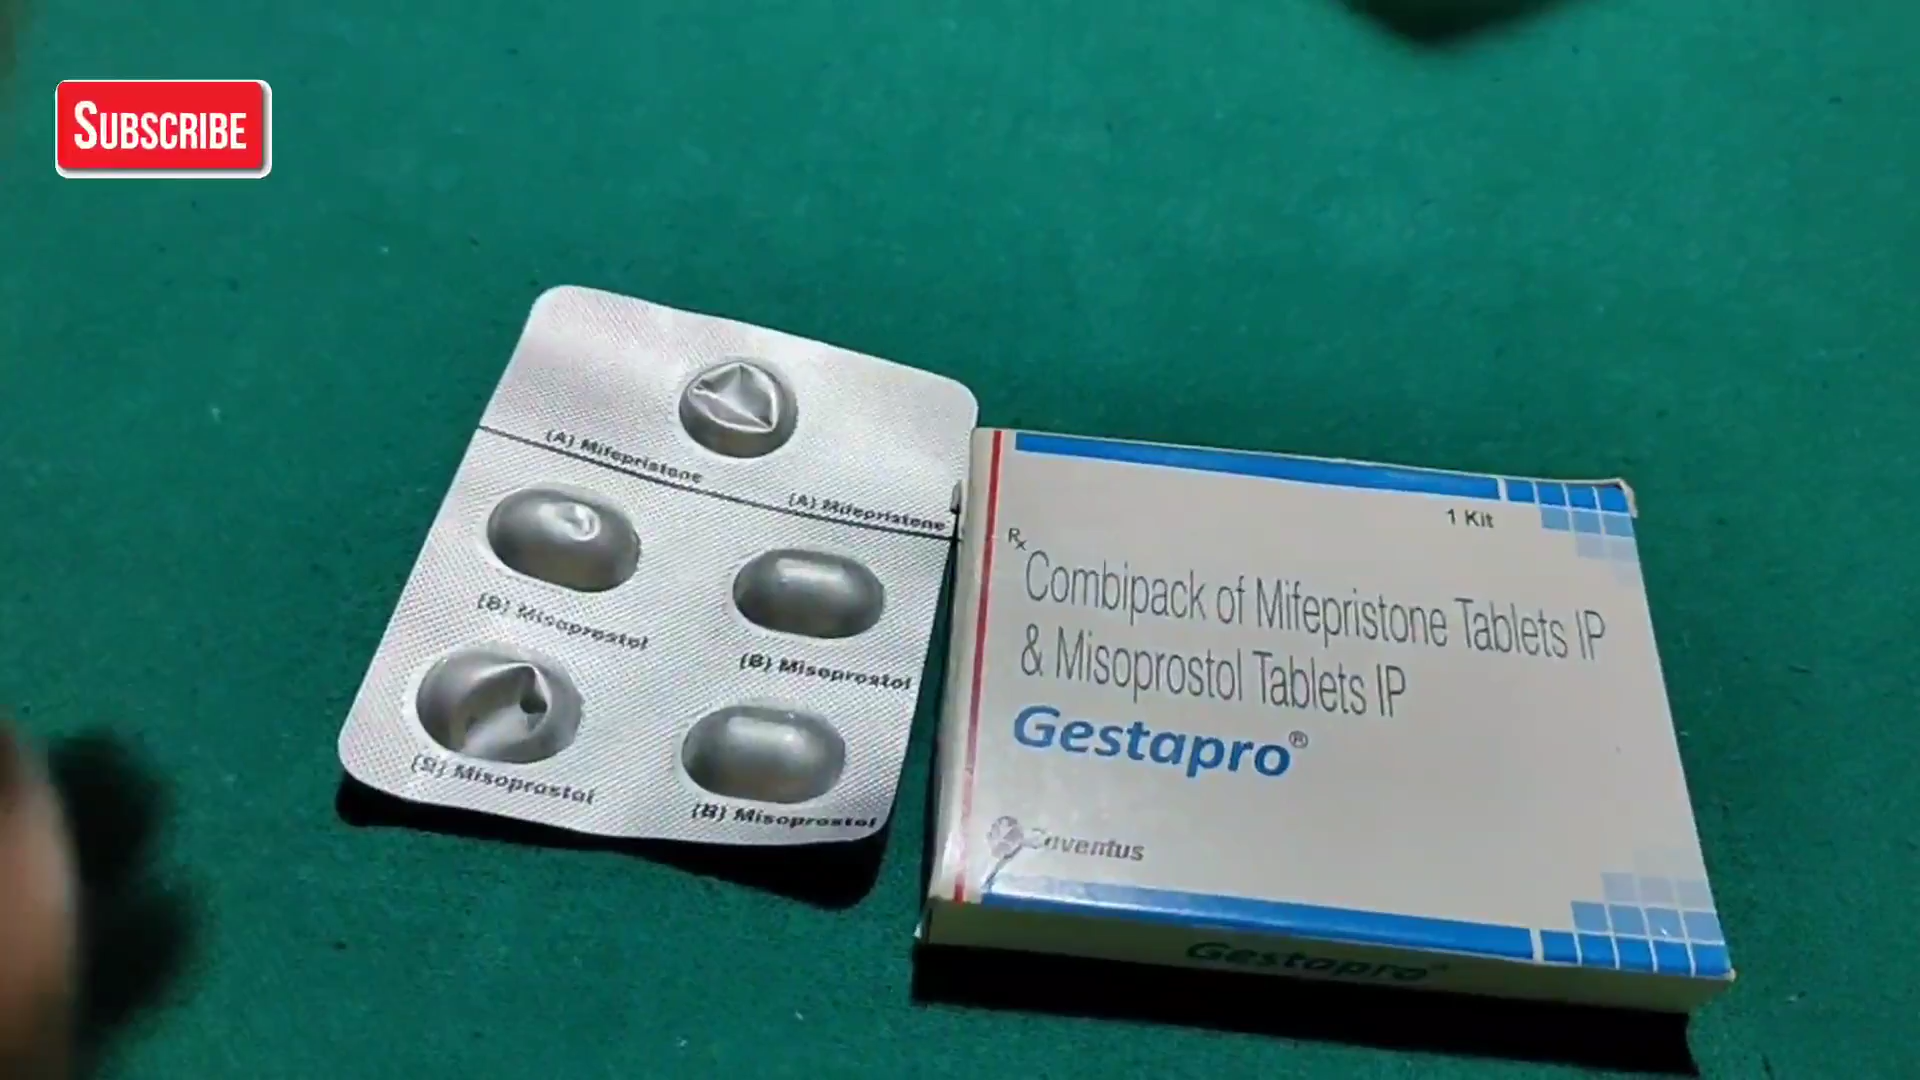 SUBSCRIBE
(A) Mifepristone
(A) Mifepristone
(B) Misoprostol
(B) Misoprostol
(B) Misoprostol
(B) Misoprostol
1 Kit
Rx
Combipack of Mifepristone Tablets IP
& Misoprostol Tablets IP
Gestapro®
Zuventus
Gestapro®